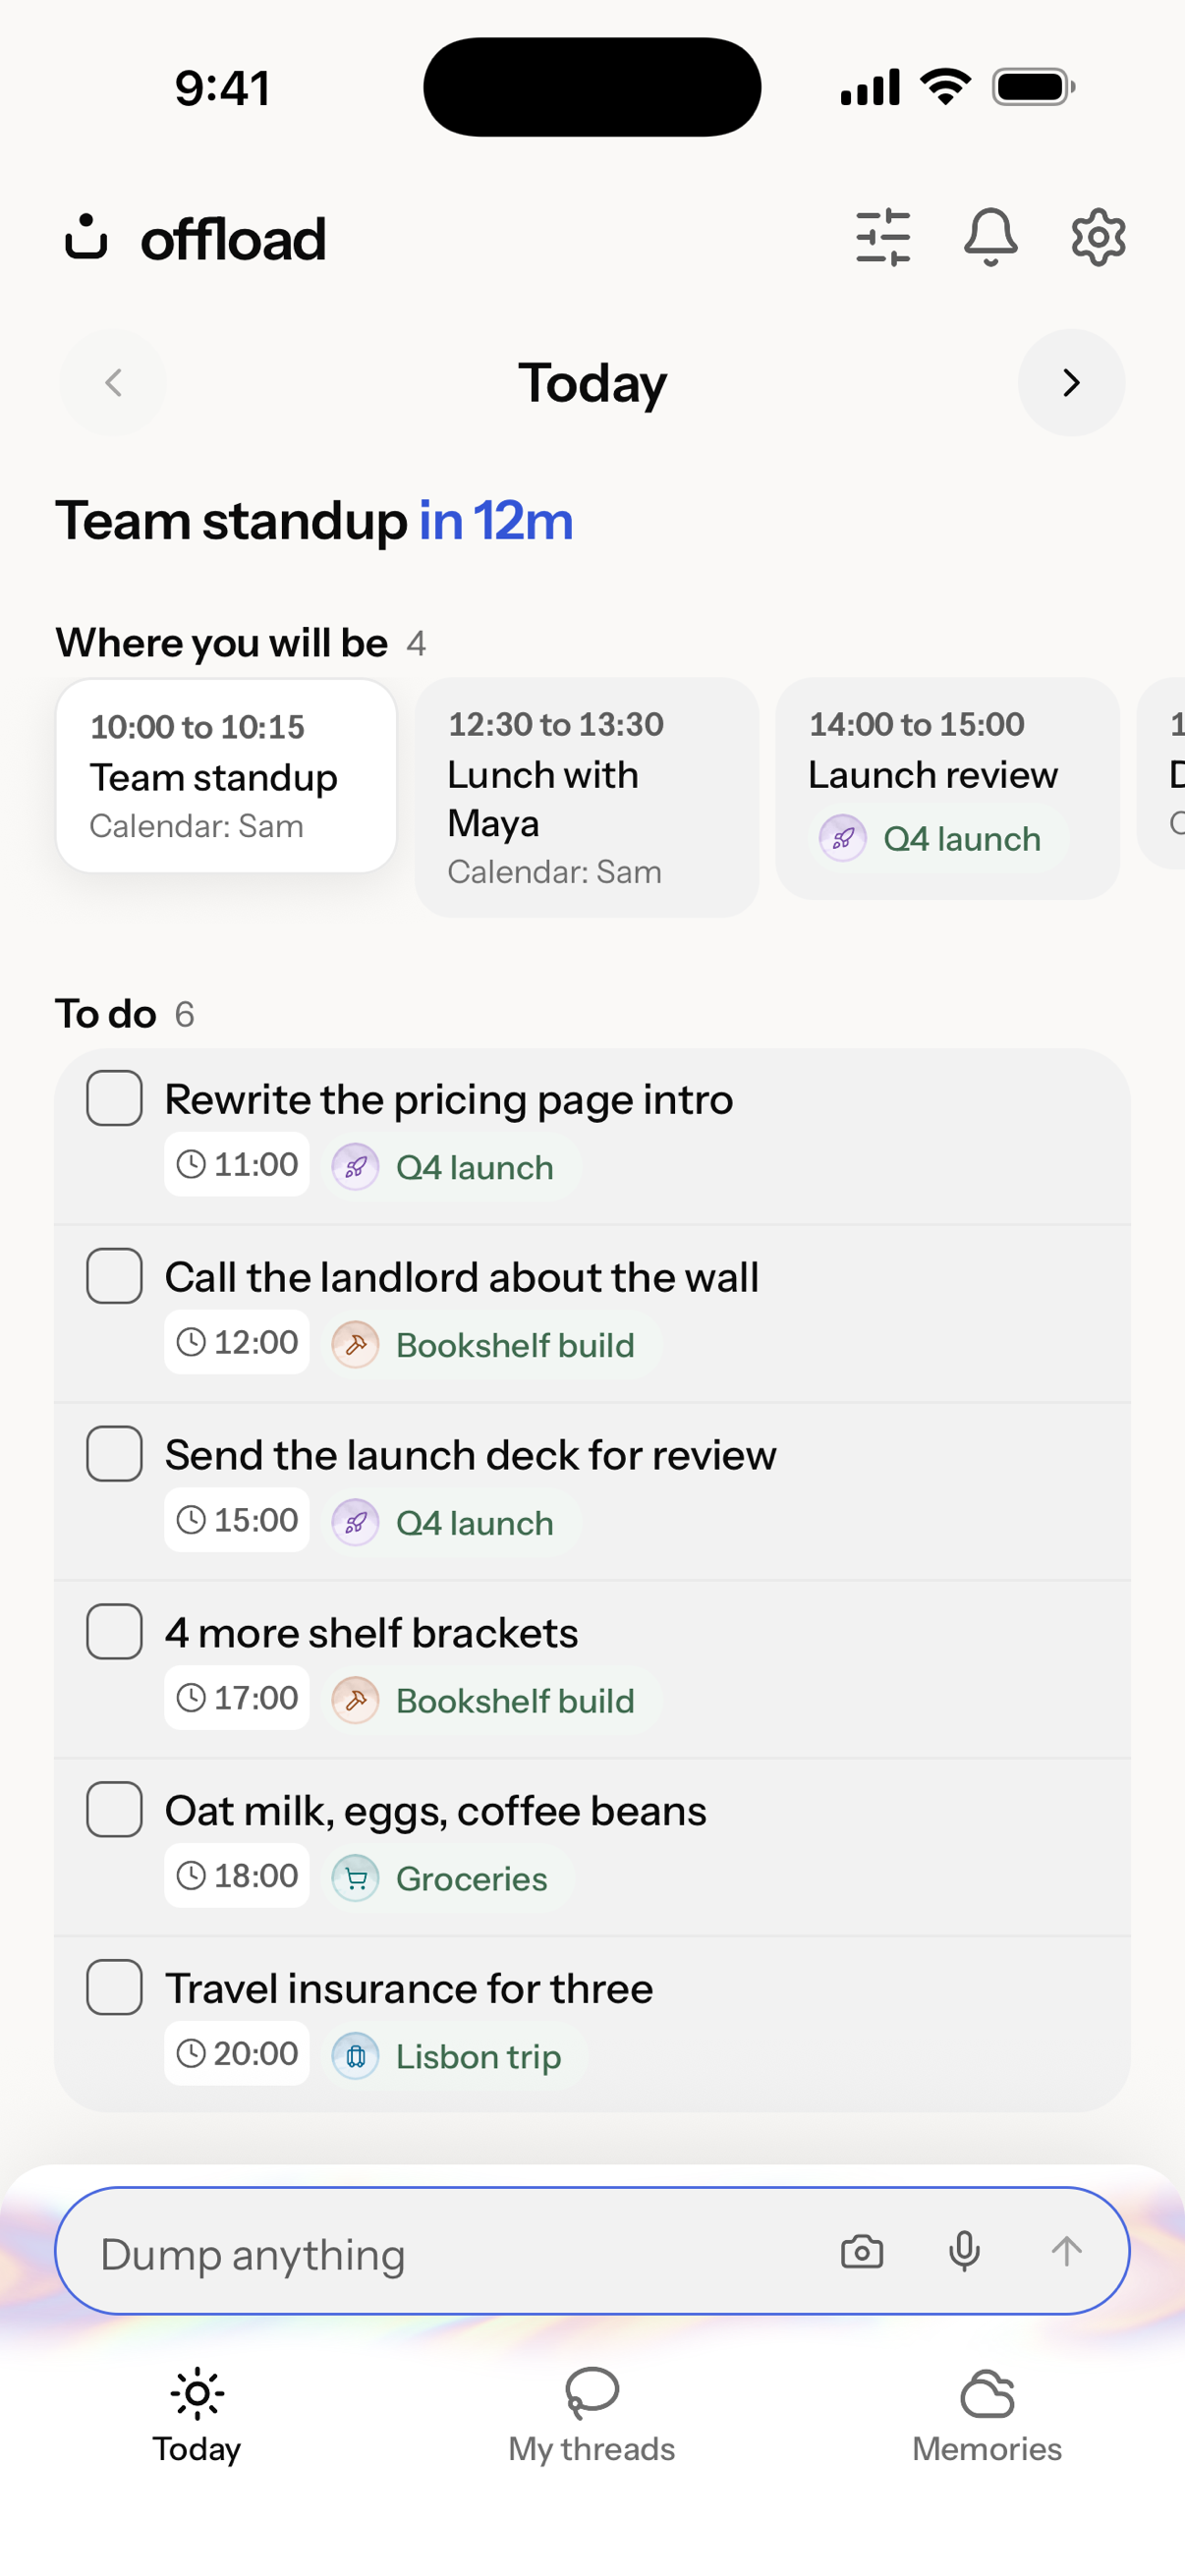 9:41
offload
Today
Team standup in 12m
Where you will be 4
10:00 to 10:15
Team standup
Calendar: Sam
12:30 to 13:30
Lunch with
Maya
Calendar: Sam
14:00 to 15:00
Launch review
Q4 launch
To do 6
Rewrite the pricing page intro
11:00 Q4 launch
Call the landlord about the wall
12:00 Bookshelf build
Send the launch deck for review
15:00 Q4 launch
4 more shelf brackets
17:00 Bookshelf build
Oat milk, eggs, coffee beans
18:00 Groceries
Travel insurance for three
20:00 Lisbon trip
Dump anything
Today
My threads
Memories